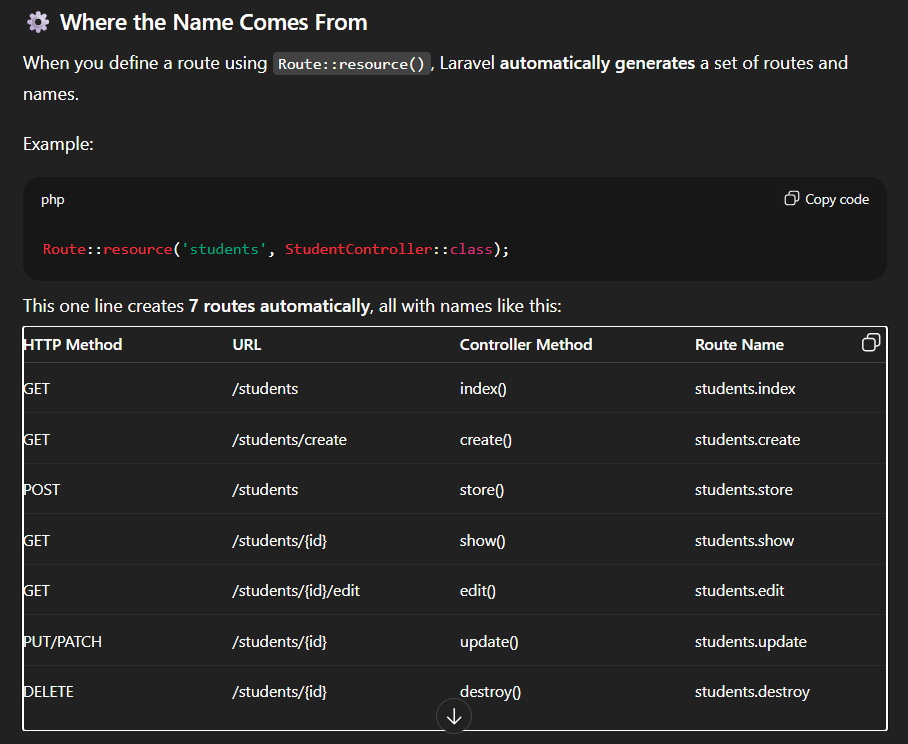 Where the Name Comes From
When you define a route using Route::resource(), Laravel automatically generates a set of routes and
names.
Example:
php Copy code
Route::resource('students', StudentController::class);
This one line creates 7 routes automatically, all with names like this:
HTTP Method URL Controller Method Route Name
GET /students index() students.index
GET /students/create create() students.create
POST /students store() students.store
GET /students/{id} show() students.show
GET /students/{id}/edit edit() students.edit
PUT/PATCH /students/{id} update() students.update
DELETE /students/{id} destroy() students.destroy